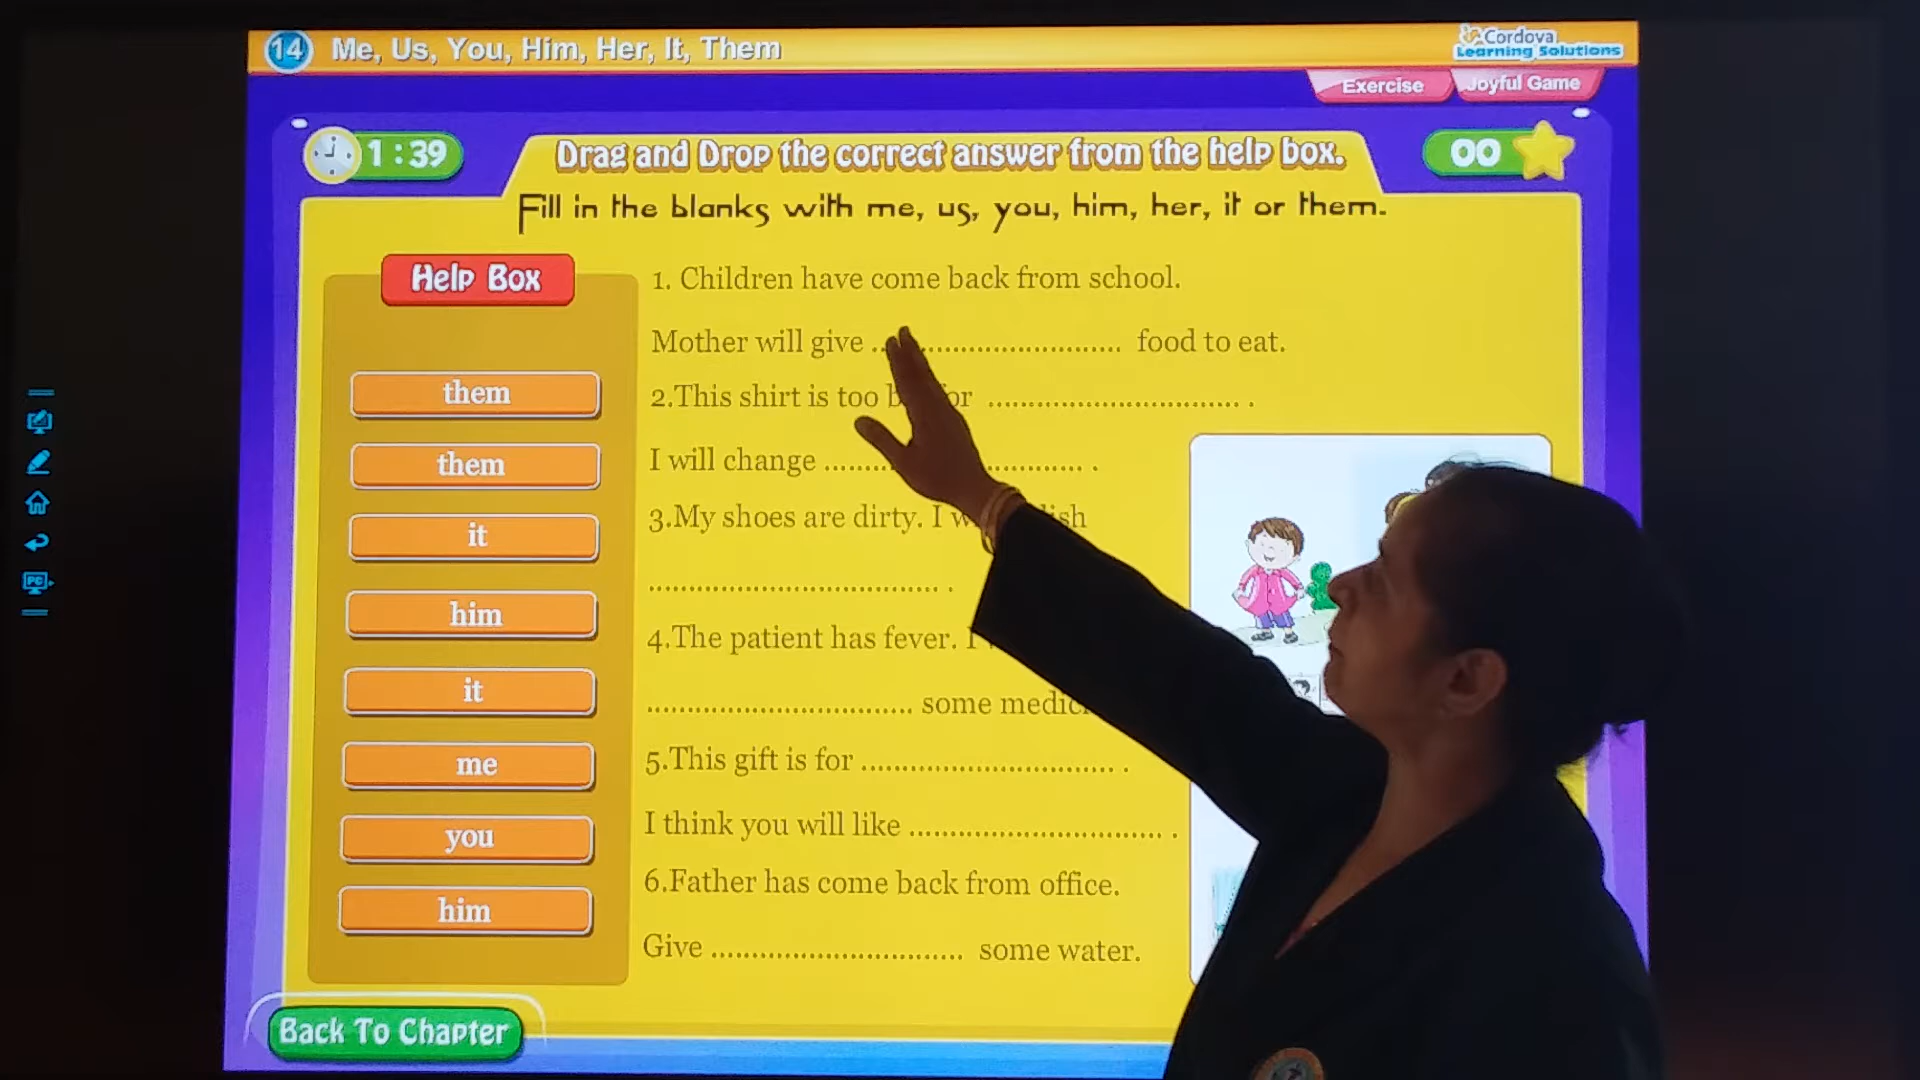 14 Me, Us, You, Him, Her, It, Them
Cordova
Learning Solutions
Exercise
Joyful Game
1:39
Drag and Drop the correct answer from the help box.
00
Fill in the blanks with me, us, you, him, her, it or them.
Help Box
them
them
it
him
it
me
you
him
1. Children have come back from school.
Mother will give .............................. food to eat.
2.This shirt is too .............................. .
I will change .............................. .
3.My shoes are dirty. I
.............................. .
4.The patient has fever. I
.............................. some
5.This gift is for .............................. .
I think you will like .............................. .
6.Father has come back from office.
Give .............................. some water.
Back To Chapter
PC